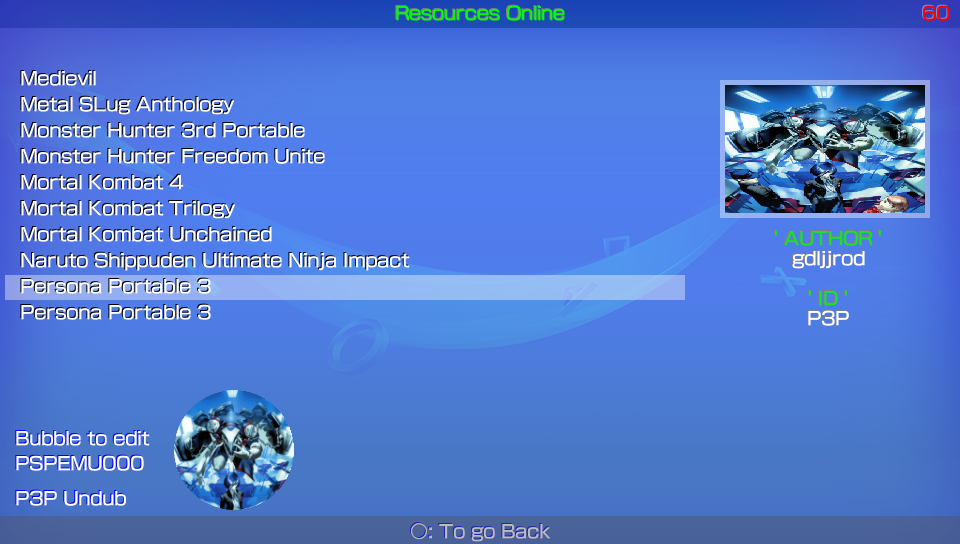 Resources Online
60
Medievil
Metal SLug Anthology
Monster Hunter 3rd Portable
Monster Hunter Freedom Unite
Mortal Kombat 4
Mortal Kombat Trilogy
Mortal Kombat Unchained
Naruto Shippuden Ultimate Ninja Impact
Persona Portable 3
Persona Portable 3
' AUTHOR '
gdljjrod
' ID '
P3P
Bubble to edit
PSPEMU000
P3P Undub
○: To go Back